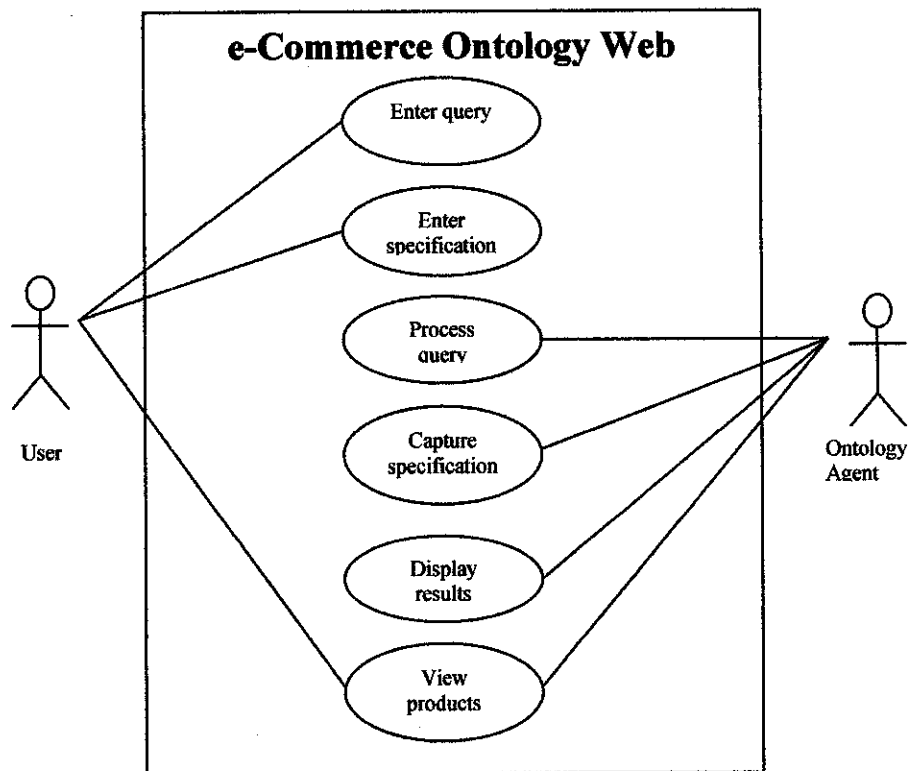 e-Commerce Ontology Web
Enter query
Enter
specification
Process
query
Capture
specification
Display
results
View
products
User
Ontology
Agent